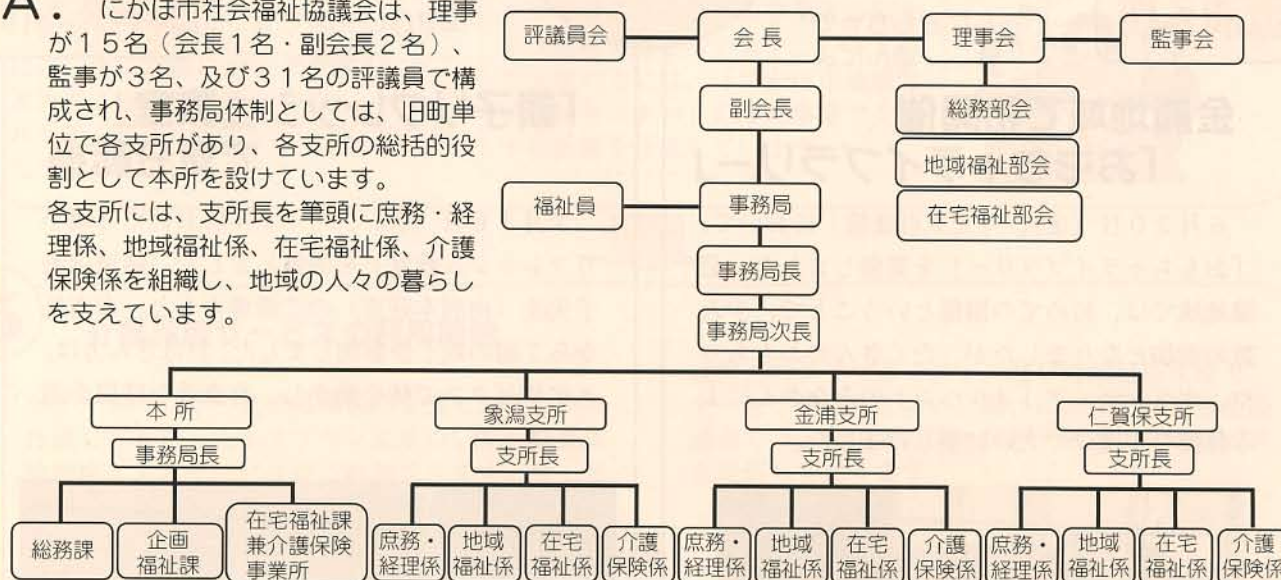 A. にかほ市社会福祉協議会は、理事
が15名（会長1名・副会長2名）、
監事が3名、及び31名の評議員で構
成され、事務局体制としては、旧町単
位で各支所があり、各支所の総括的役
割として本所を設けています。
各支所には、支所長を筆頭に庶務・経
理係、地域福祉係、在宅福祉係、介護
保険係を組織し、地域の人々の暮らし
を支えています。
評議員会
会長
理事会
監事会
副会長
総務部会
地域福祉部会
在宅福祉部会
福祉員
事務局
事務局長
事務局次長
本所
象潟支所
金浦支所
仁賀保支所
事務局長
支所長
支所長
支所長
総務課
企画
福祉課
在宅福祉課
兼介護保険
事業所
庶務・
経理係
地域
福祉係
在宅
福祉係
介護
保険係
庶務・
経理係
地域
福祉係
在宅
福祉係
介護
保険係
庶務・
経理係
地域
福祉係
在宅
福祉係
介護
保険係